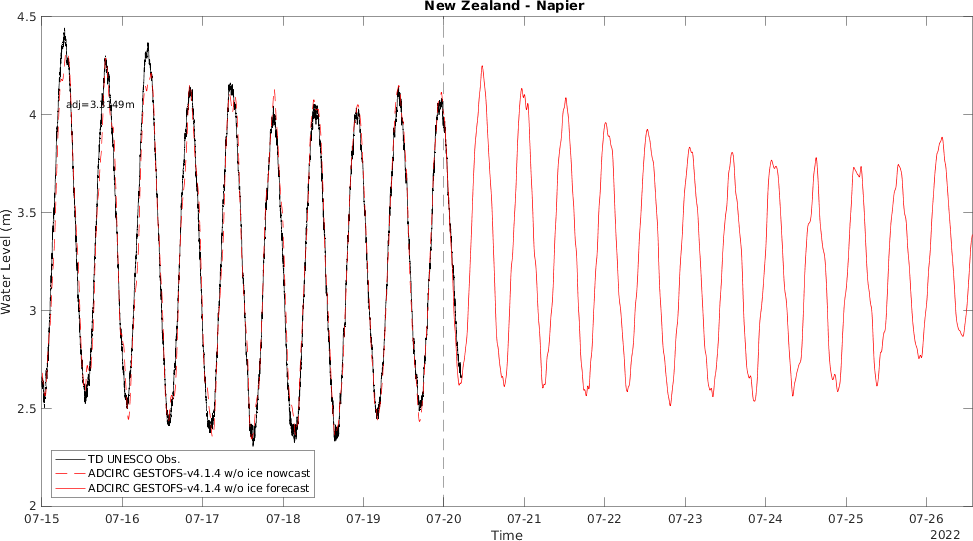 New Zealand - Napier
4.5
4
3.5
3
2.5
2
Water Level (m)
adj=3.3149m
TD UNESCO Obs.
ADCIRC GESTOFS-v4.1.4 w/o ice nowcast
ADCIRC GESTOFS-v4.1.4 w/o ice forecast
07-15 07-16 07-17 07-18 07-19 07-20 07-21 07-22 07-23 07-24 07-25 07-26
Time
2022